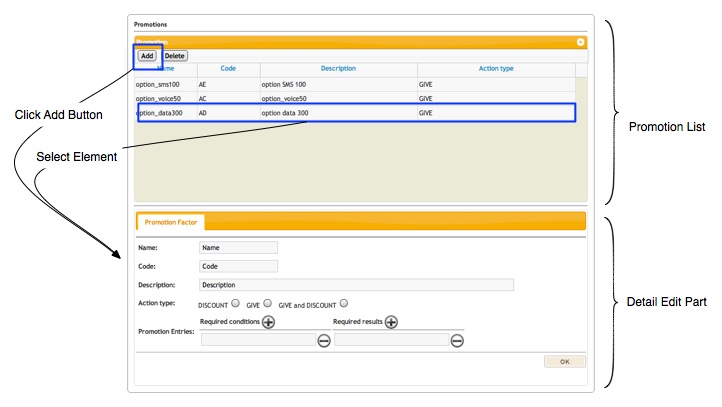 Promotions
Promotion
Add Delete
Name Code Description Action type
option_sms100 AE option SMS 100 GIVE
option_voice50 AC option_voice50 GIVE
option_data300 AD option data 300 GIVE
Click Add Button
Select Element
Promotion List
Promotion Factor
Name: Name
Code: Code
Description: Description
Action type: DISCOUNT GIVE GIVE and DISCOUNT
Required conditions Required results
Promotion Entries:
OK
Detail Edit Part